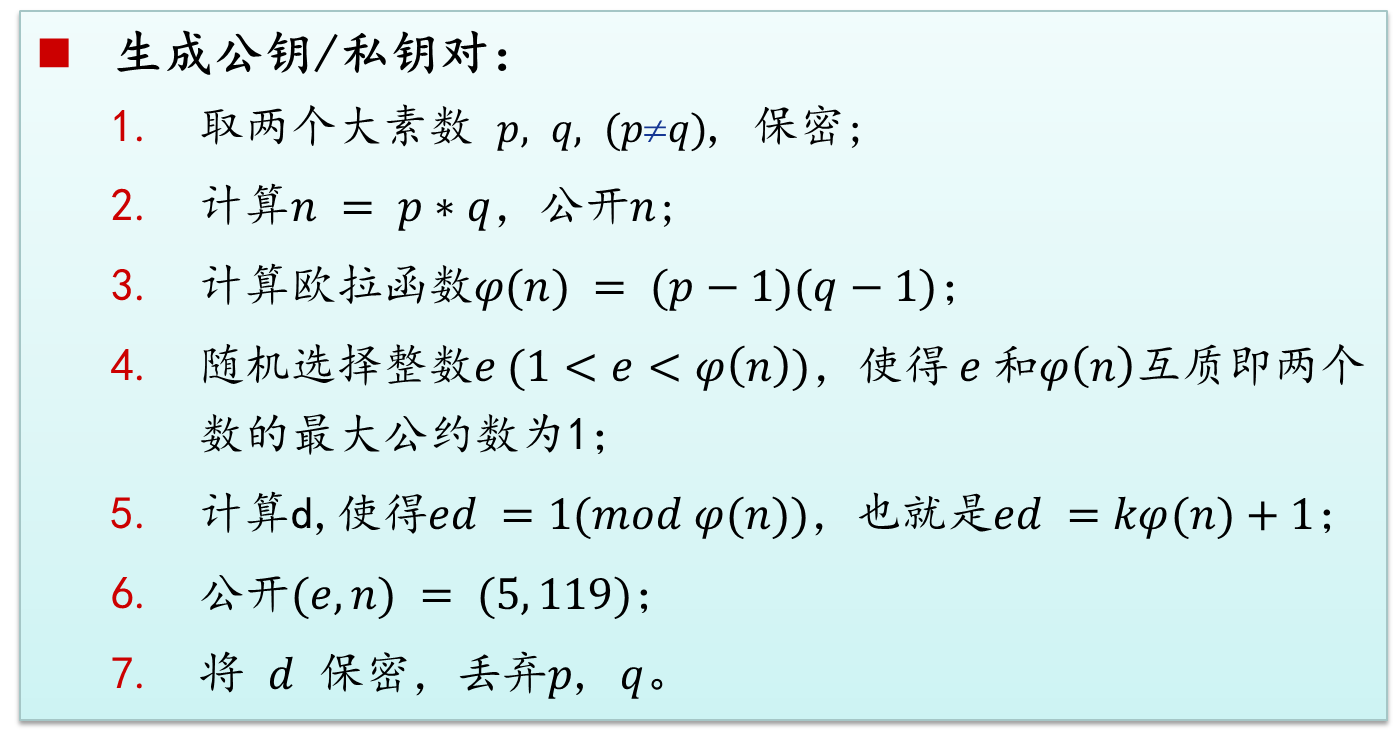 ■ 生成公钥/私钥对：
1. 取两个大素数 p, q, (p≠q)，保密；
2. 计算n = p * q，公开n；
3. 计算欧拉函数φ(n) = (p − 1)(q − 1)；
4. 随机选择整数e (1 < e < φ(n))，使得 e 和φ(n)互质即两个
数的最大公约数为1；
5. 计算d,使得ed = 1(mod φ(n))，也就是ed = kφ(n) + 1；
6. 公开(e, n) = (5, 119)；
7. 将 d 保密，丢弃p，q。